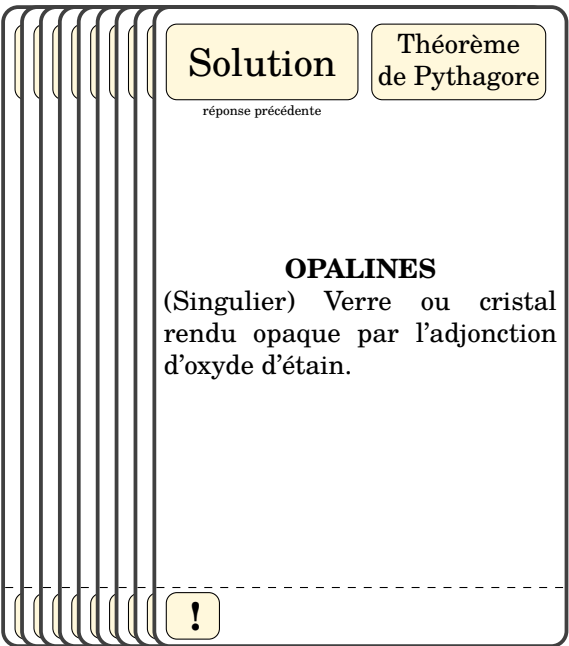 Solution
Théorème
de Pythagore
réponse précédente
OPALINES
(Singulier) Verre ou cristal
rendu opaque par l'adjonction
d'oxyde d'étain.
!